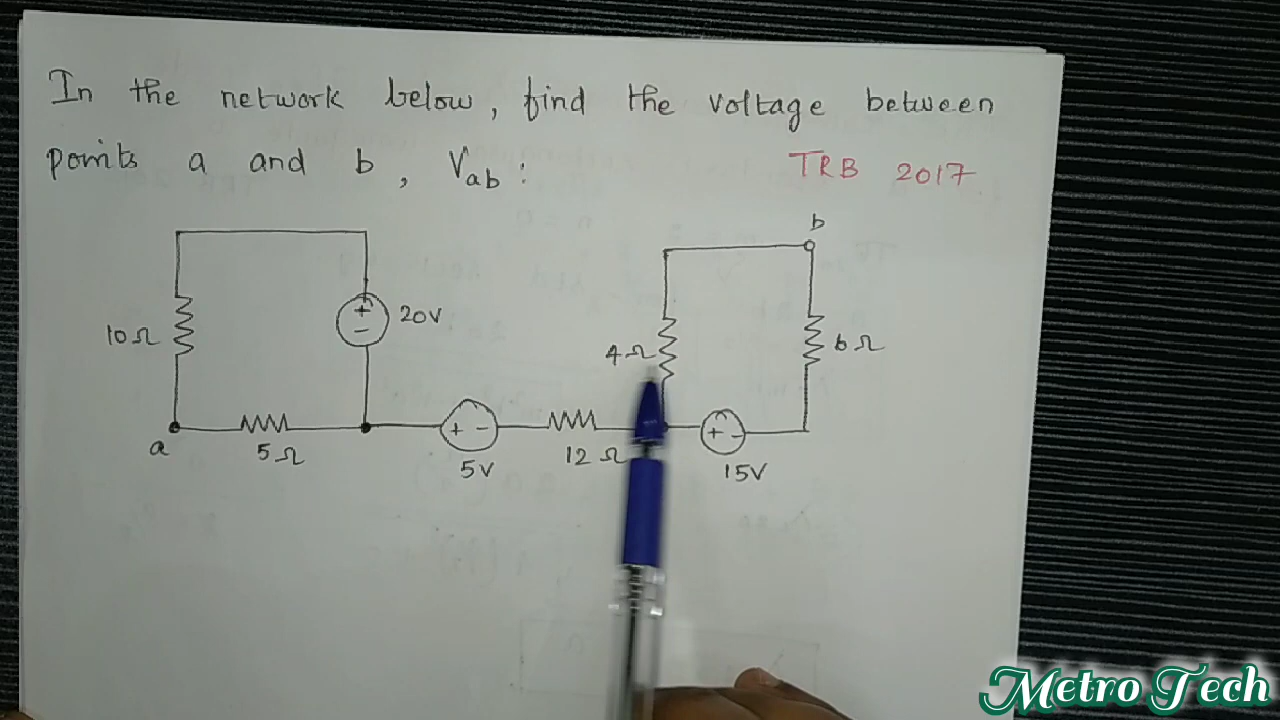 In the network below, find the voltage between
points a and b, Vab :
TRB 2017
b
10Ω
+
-
20V
4Ω
6Ω
a
5Ω
+ -
5V
12Ω
+ -
15V
Metro Tech